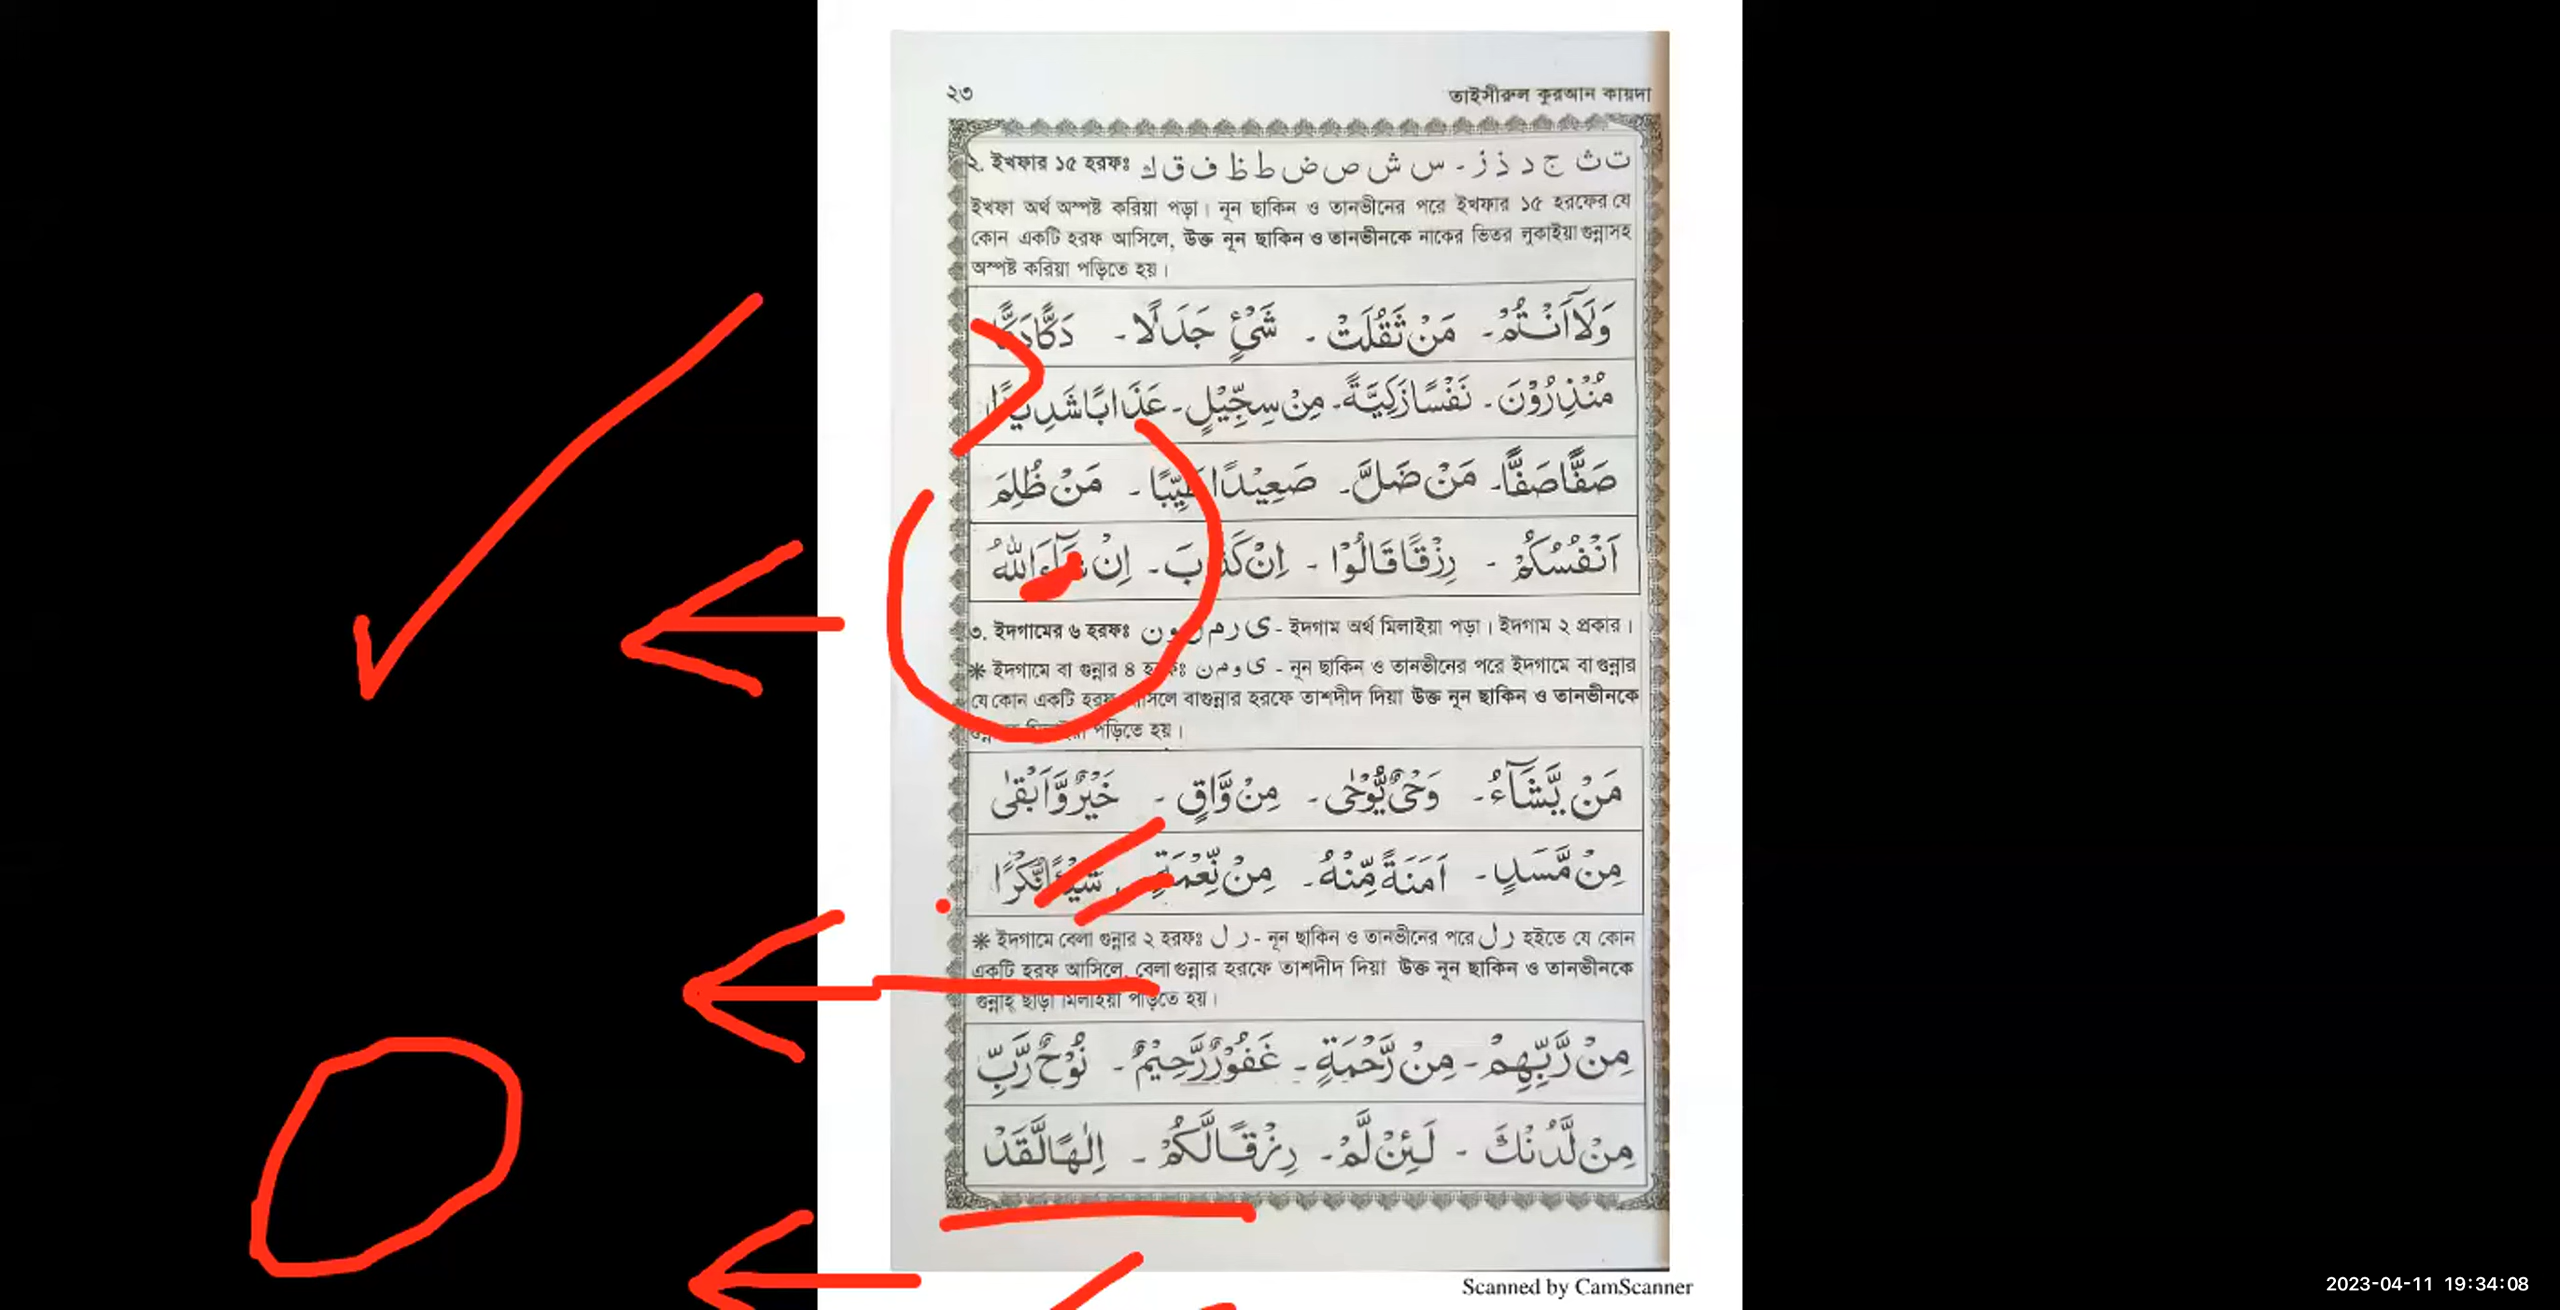 ২৩ তাইসীরুল কুরআন কায়দা
২. ইখফার ১৫ হরফঃ ت ث ج د ذ ز - س ش ص ض ط ظ ف ق ك
ইখফা অর্থ অস্পষ্ট করিয়া পড়া। নূন ছাকিন ও তানভীনের পরে ইখফার ১৫ হরফের যে
কোন একটি হরফ আসিলে, উক্ত নূন ছাকিন ও তানভীনকে নাকের ভিতর লুকাইয়া গুন্নাসহ
অস্পষ্ট করিয়া পড়িতে হয়।
وَلَآ اَنْتُمْ - مَنْ ثَقُلَتْ - شَیْءٍ جَدَلًا - دَكًّا دَكًّا
مُنْذِرُوْنَ - نَفْسًا زَكِيَّةً - مِنْ سِجِّيْلٍ - عَذَابًا شَدِيْدًا
صَفًّا صَفًّا - مَنْ ضَلَّ - صَعِيْدًا طَيِّبًا - مَنْ ظُلِمَ
اَنْفُسُكُمْ - رِزْقًا قَالُوْا - اِنْ كَذَبَ - اِنْ شَآءَ اللّٰهُ
৩. ইদগামের ৬ হরফঃ ی ر م ل و ن - ইদগাম অর্থ মিলাইয়া পড়া। ইদগাম ২ প্রকার।
* ইদগামে বা গুন্নার ৪ হরফঃ ی و م ن - নূন ছাকিন ও তানভীনের পরে ইদগামে বা গুন্নার
যে কোন একটি হরফ আসিলে বাগুন্নার হরফে তাশদীদ দিয়া উক্ত নূন ছাকিন ও তানভীনকে
মিলাইয়া পড়িতে হয়।
مَنْ يَّشَآءُ - وَحْیٌ يُّوْحٰی - مِنْ وَّاقٍ - خَيْرٌ وَّاَبْقٰی
مِنْ مَّسَدٍ - اَمَنَةً مِّنْهُ - مِنْ نِّعْمَةٍ - شَيْئًا نُّكْرًا
* ইদগামে বেলা গুন্নার ২ হরফঃ ر ل - নূন ছাকিন ও তানভীনের পরে ر ل হইতে যে কোন
একটি হরফ আসিলে, বেলা গুন্নার হরফে তাশদীদ দিয়া উক্ত নূন ছাকিন ও তানভীনকে
গুন্নাহ্ ছাড়া মিলাইয়া পড়িতে হয়।
مِنْ رَّبِّهِمْ - مِنْ رَّحْمَةٍ - غَفُوْرٌ رَّحِيْمٌ - نُوْحٌ رَّبِّ
مِنْ لَّدُنْكَ - لَئِنْ لَّمْ - رِزْقًا لَّكُمْ - اِلٰهًا لَّقَدْ
Scanned by CamScanner
2023-04-11 19:34:08